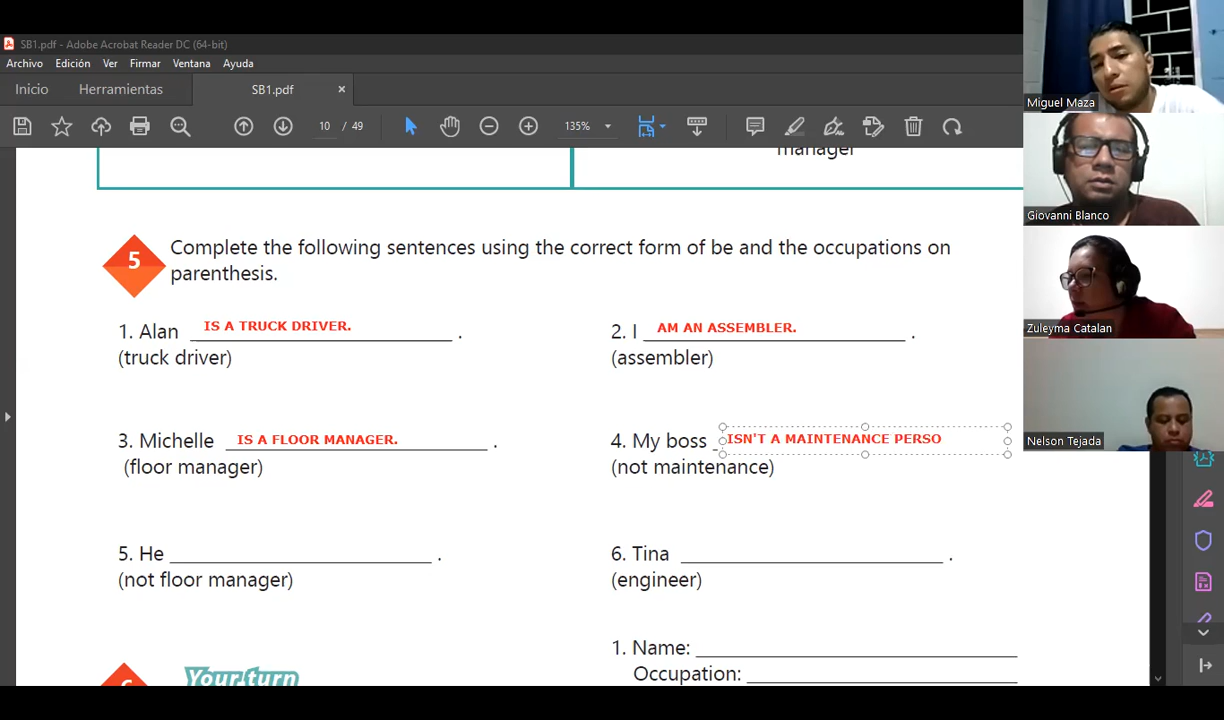 SB1.pdf - Adobe Acrobat Reader DC (64-bit)
Archivo Edición Ver Firmar Ventana Ayuda
Inicio Herramientas SB1.pdf ×
10 / 49 135%
manager
5 Complete the following sentences using the correct form of be and the occupations on
parenthesis.
1. Alan IS A TRUCK DRIVER. .
(truck driver)
2. I AM AN ASSEMBLER. .
(assembler)
3. Michelle IS A FLOOR MANAGER. .
(floor manager)
4. My boss ISN'T A MAINTENANCE PERSO
(not maintenance)
5. He .
(not floor manager)
6. Tina .
(engineer)
1. Name:
Occupation:
6 Your turn
Miguel Maza
Giovanni Blanco
Zuleyma Catalan
Nelson Tejada